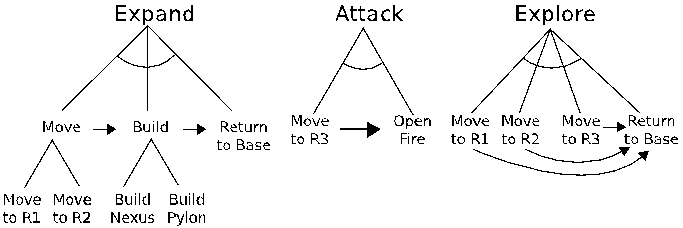 Expand
Attack
Explore
Move
Build
Return
to Base
Move
to R3
Open
Fire
Move
to R1
Move
to R2
Move
to R3
Return
to Base
Move
to R1
Move
to R2
Build
Nexus
Build
Pylon